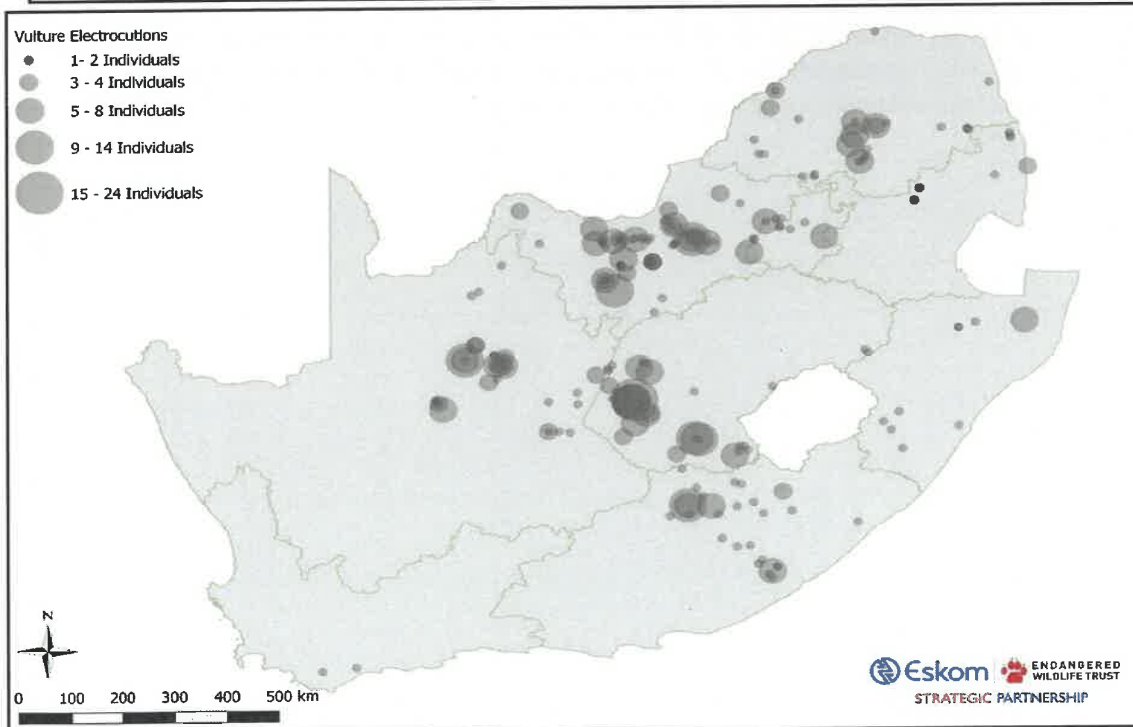 Vulture Electrocutions
1- 2 Individuals
3 - 4 Individuals
5 - 8 Individuals
9 - 14 Individuals
15 - 24 Individuals
N
0 100 200 300 400 500 km
Eskom
ENDANGERED
WILDLIFE TRUST
STRATEGIC PARTNERSHIP